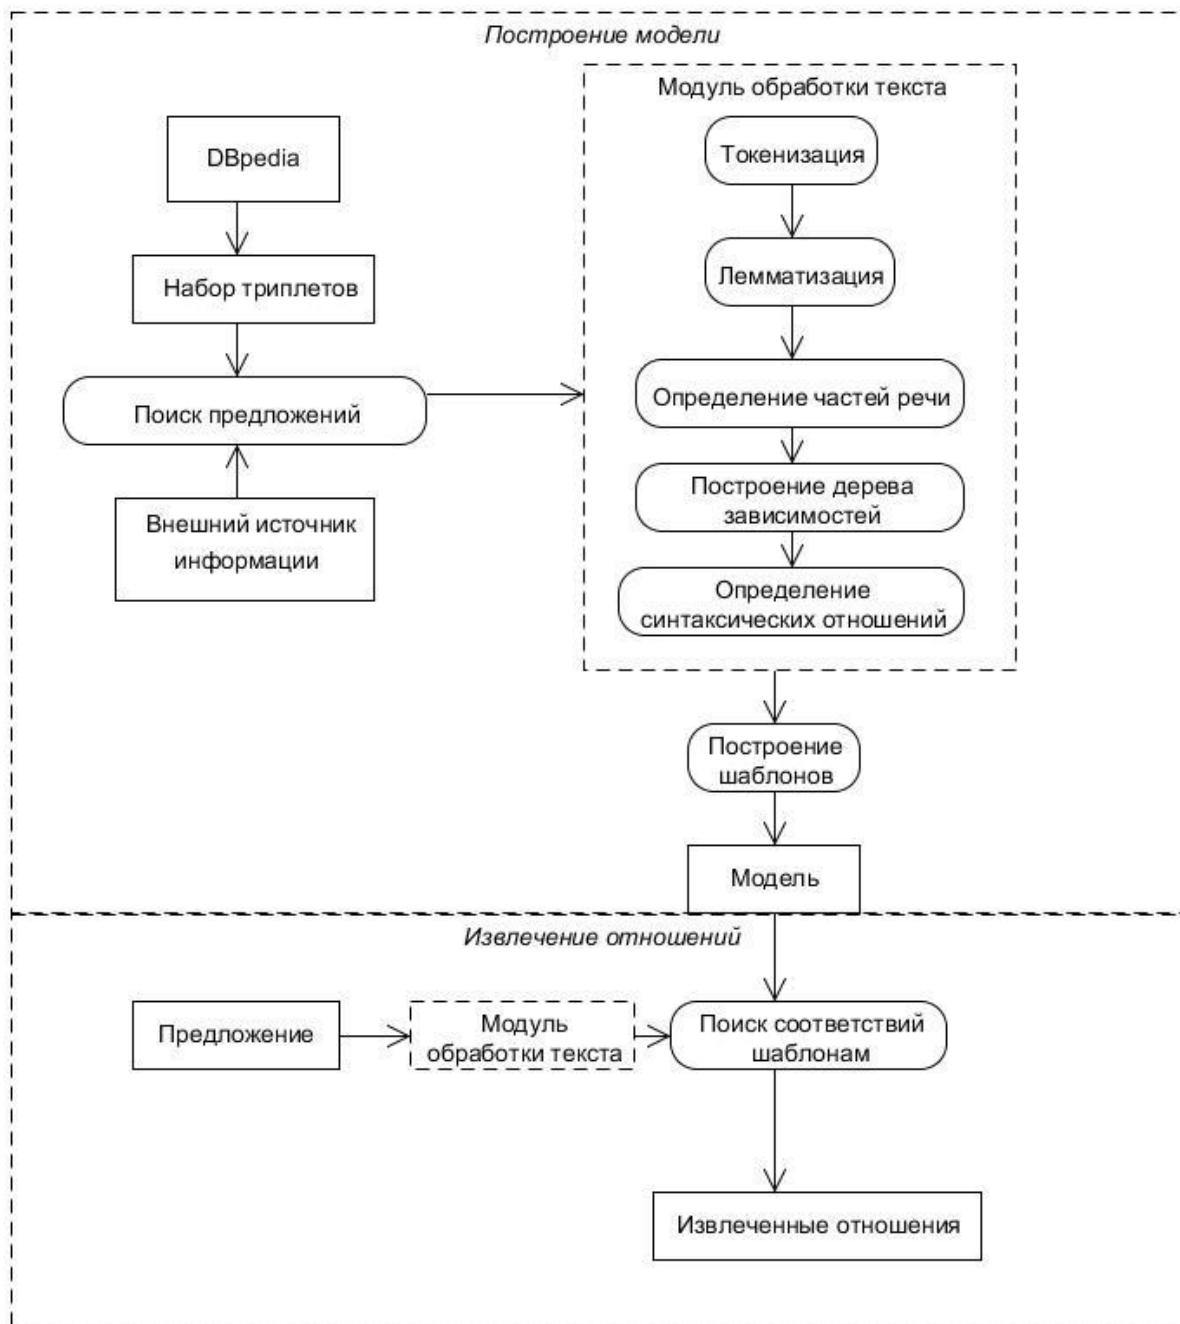 Построение модели
Модуль обработки текста
DBpedia
Набор триплетов
Поиск предложений
Внешний источник
информации
Токенизация
Лемматизация
Определение частей речи
Построение дерева
зависимостей
Определение
синтаксических отношений
Построение
шаблонов
Модель
Извлечение отношений
Предложение
Модуль
обработки текста
Поиск соответствий
шаблонам
Извлеченные отношения